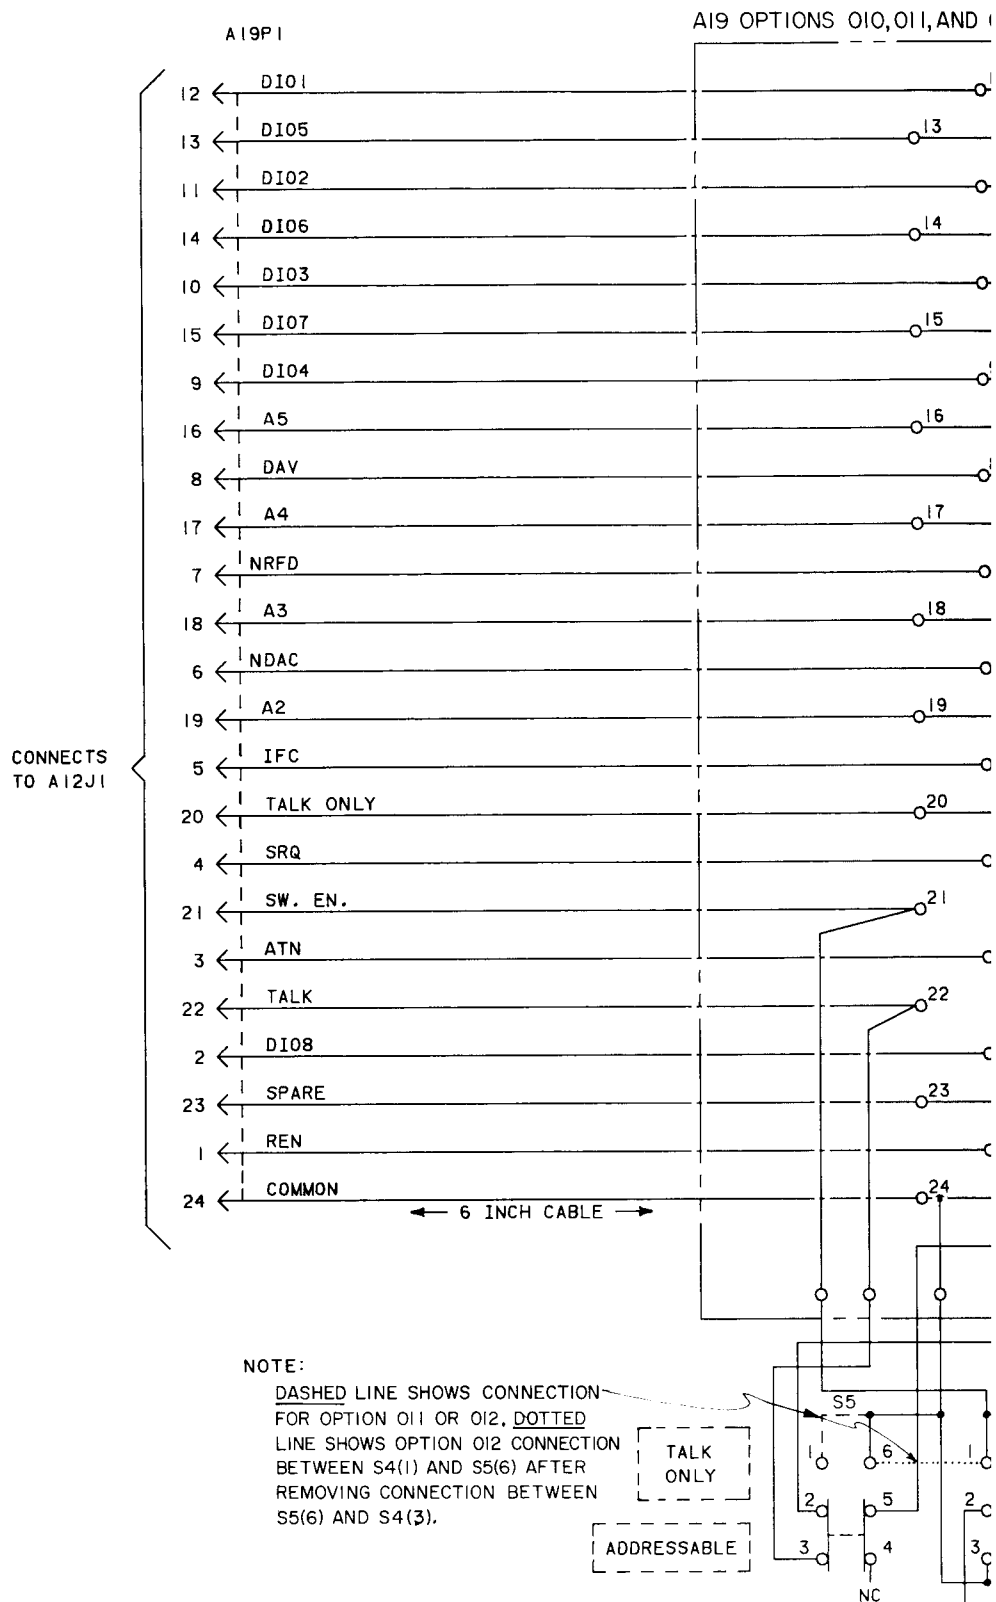 A19P1
A19 OPTIONS 010, 011, AND
12 DIO1
13 DIO5 13
11 DIO2
14 DIO6 14
10 DIO3
15 DIO7 15
9 DIO4
16 A5 16
8 DAV
17 A4 17
7 NRFD
18 A3 18
6 NDAC
19 A2 19
CONNECTS
TO A12J1
5 IFC
20 TALK ONLY 20
4 SRQ
21 SW. EN. 21
3 ATN
22 TALK 22
2 DIO8
23 SPARE 23
1 REN
24 COMMON 24
6 INCH CABLE
NOTE:
DASHED LINE SHOWS CONNECTION
FOR OPTION 011 OR 012, DOTTED
LINE SHOWS OPTION 012 CONNECTION
BETWEEN S4(1) AND S5(6) AFTER
REMOVING CONNECTION BETWEEN
S5(6) AND S4(3).
TALK
ONLY
ADDRESSABLE
S5
1 6 1
2 5 2
3 4 3
NC